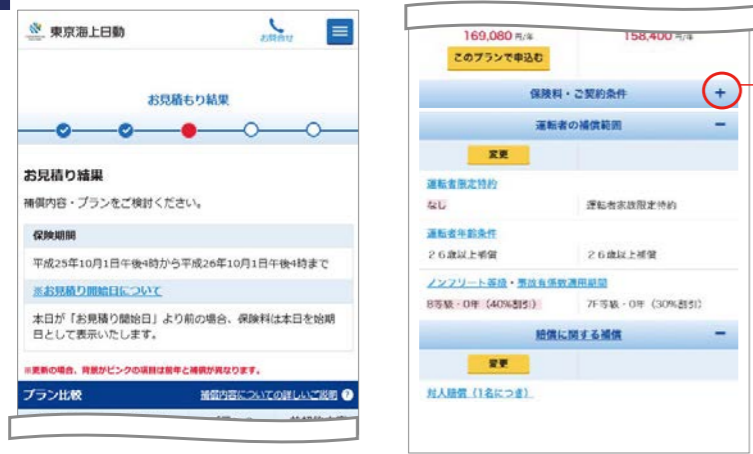 東京海上日動
お問合せ
お見積もり結果
お見積り結果
補償内容・プランをご検討ください。
保険期間
平成25年10月1日午後4時から平成26年10月1日午後4時まで
※お見積り開始日について
本日が「お見積り開始日」より前の場合、保険料は本日を始期
日として表示いたします。
※更新の場合、背景がピンクの項目は前年と補償が異なります。
プラン比較 補償内容についての詳しいご説明 ?
169,080 円/年 158,400 円/年
このプランで申込む
保険料・ご契約条件 +
運転者の補償範囲 −
変更
運転者限定特約
なし 運転者家族限定特約
運転者年齢条件
26歳以上補償 26歳以上補償
ノンフリート等級・事故有係数適用期間
8等級・0年（40%割引） 7F等級・0年（30%割引）
賠償に関する補償 −
変更
対人賠償（1名につき）